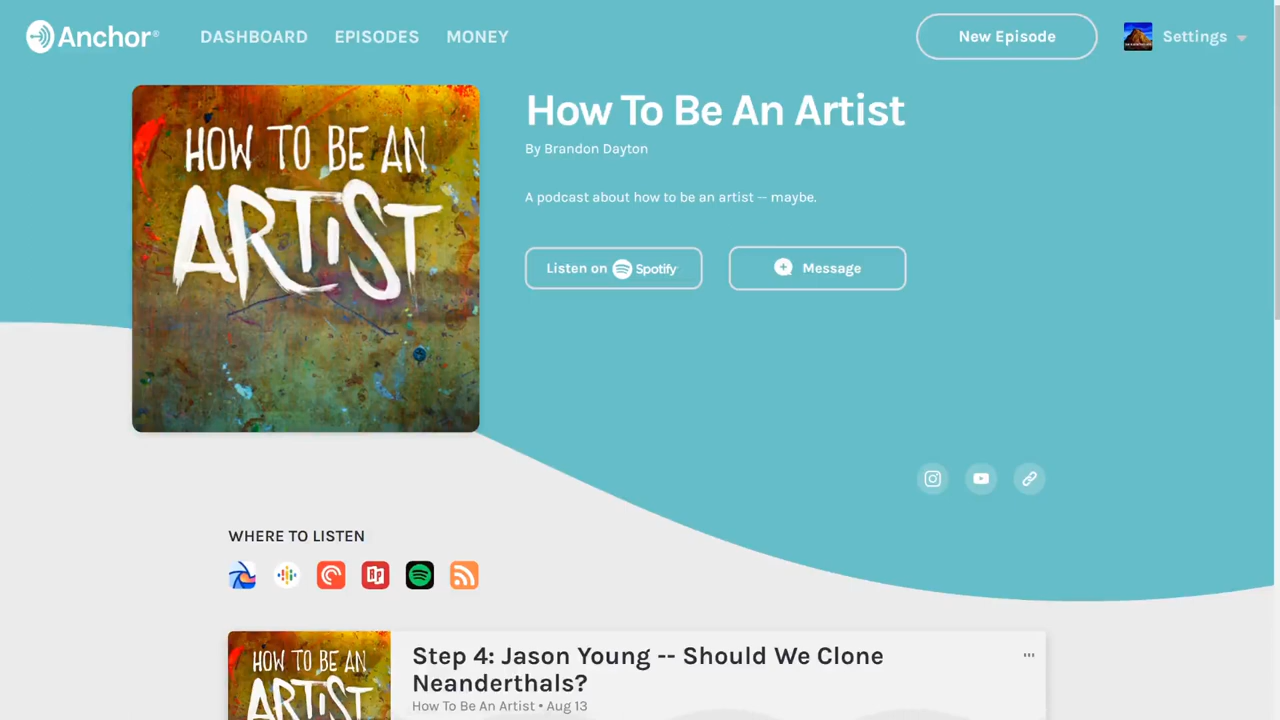 Anchor®
DASHBOARD
EPISODES
MONEY
New Episode
Settings
HOW TO BE AN
ARTIST
How To Be An Artist
By Brandon Dayton
A podcast about how to be an artist -- maybe.
Listen on Spotify
Message
WHERE TO LISTEN
HOW TO BE AN
ARTIST
Step 4: Jason Young -- Should We Clone
Neanderthals?
How To Be An Artist • Aug 13